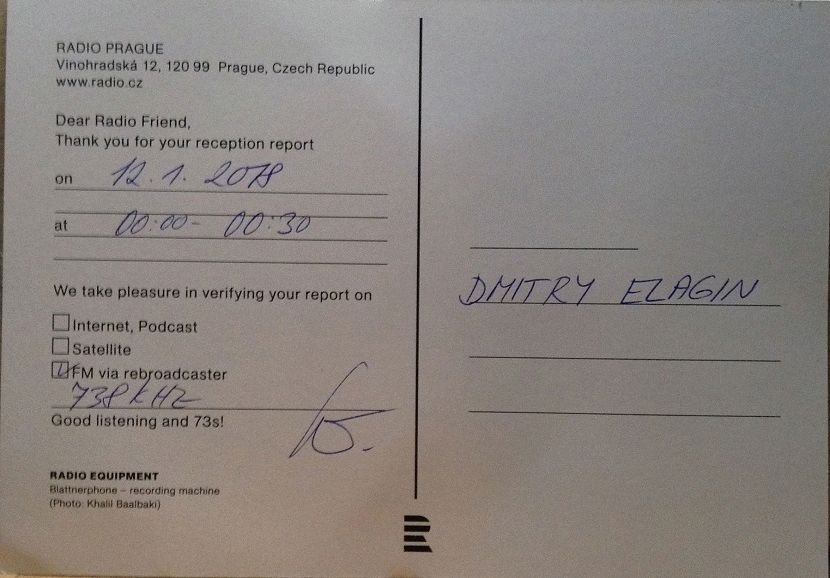 RADIO PRAGUE
Vinohradská 12, 120 99 Prague, Czech Republic
www.radio.cz
Dear Radio Friend,
Thank you for your reception report
on 12.1. 2018
at 00:00 - 00:30
We take pleasure in verifying your report on
Internet, Podcast
Satellite
FM via rebroadcaster
738 kHz
Good listening and 73s!
RADIO EQUIPMENT
Blattnerphone – recording machine
(Photo: Khalil Baalbaki)
DMITRY ELAGIN